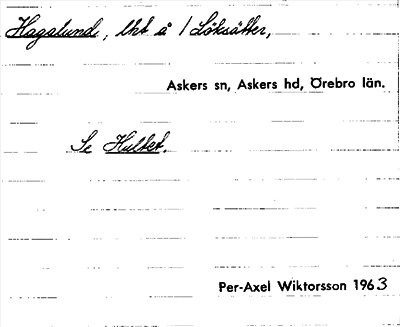 Hagalund, lht å 1 Löksätter,
Askers sn, Askers hd, Örebro län.
Se Hultet.
Per-Axel Wiktorsson 1963